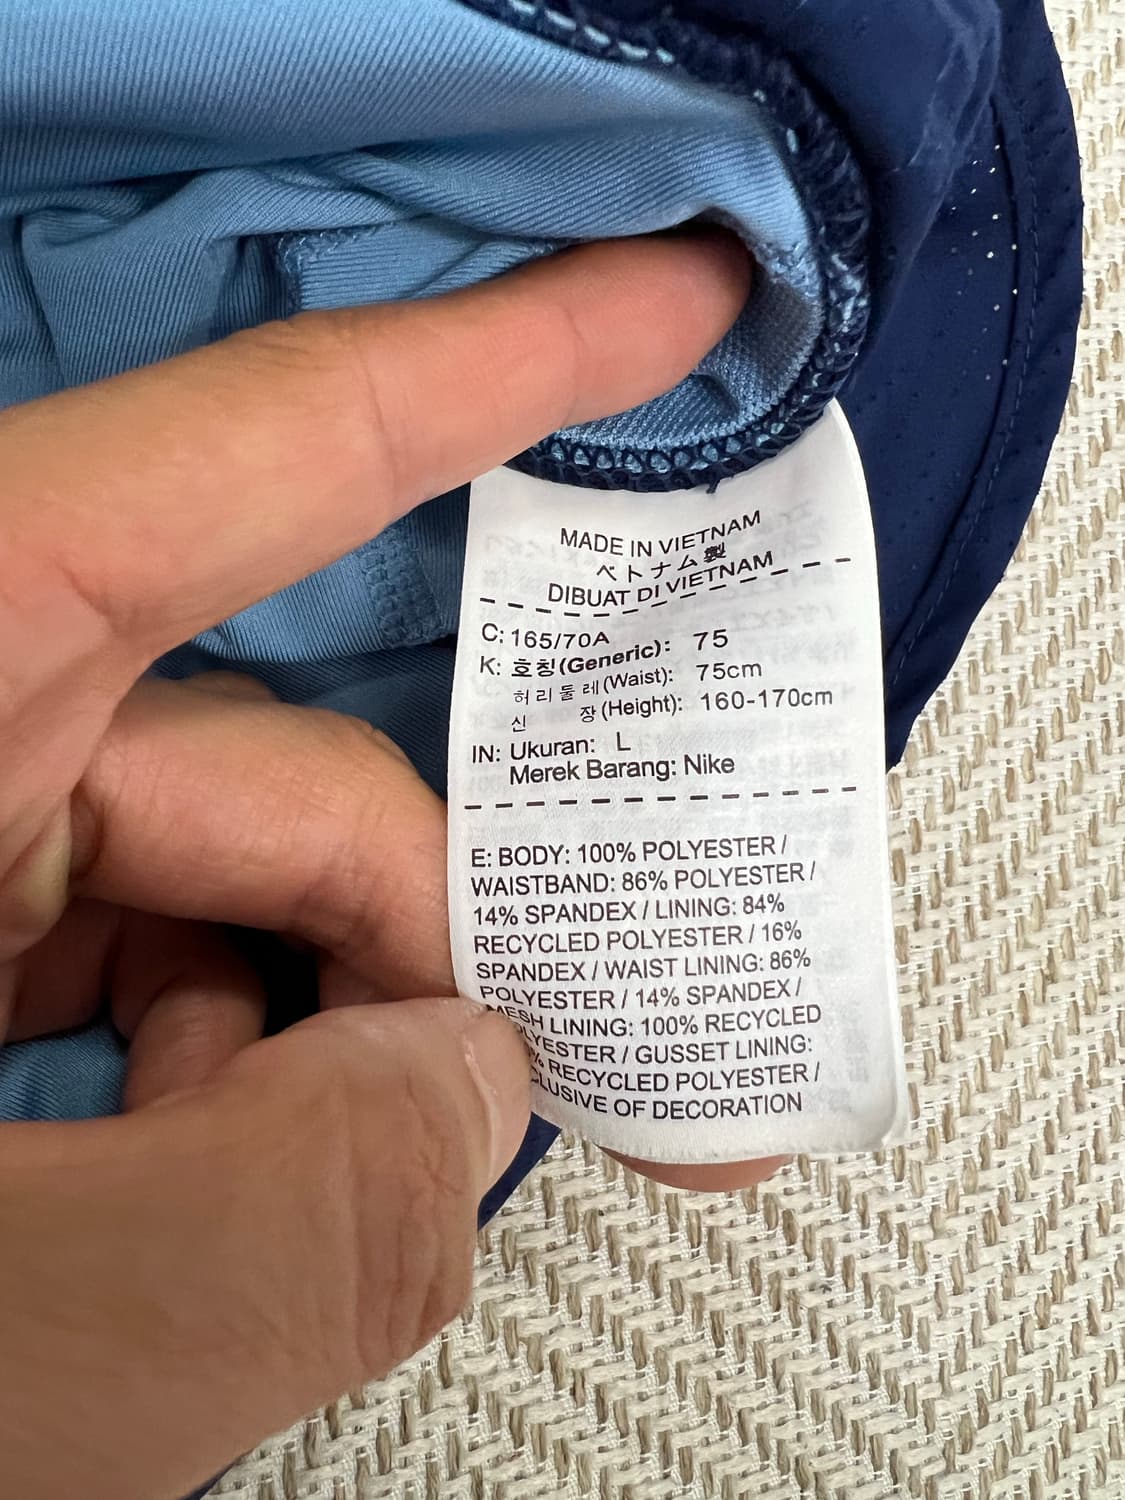 MADE IN VIETNAM
ベトナム製
DIBUAT DI VIETNAM
C: 165/70A
K: 호칭(Generic): 75
허리둘레(Waist): 75cm
신 장(Height): 160-170cm
IN: Ukuran: L
Merek Barang: Nike
E: BODY: 100% POLYESTER /
WAISTBAND: 86% POLYESTER /
14% SPANDEX / LINING: 84%
RECYCLED POLYESTER / 16%
SPANDEX / WAIST LINING: 86%
POLYESTER / 14% SPANDEX /
MESH LINING: 100% RECYCLED
LYESTER / GUSSET LINING:
% RECYCLED POLYESTER /
LUSIVE OF DECORATION